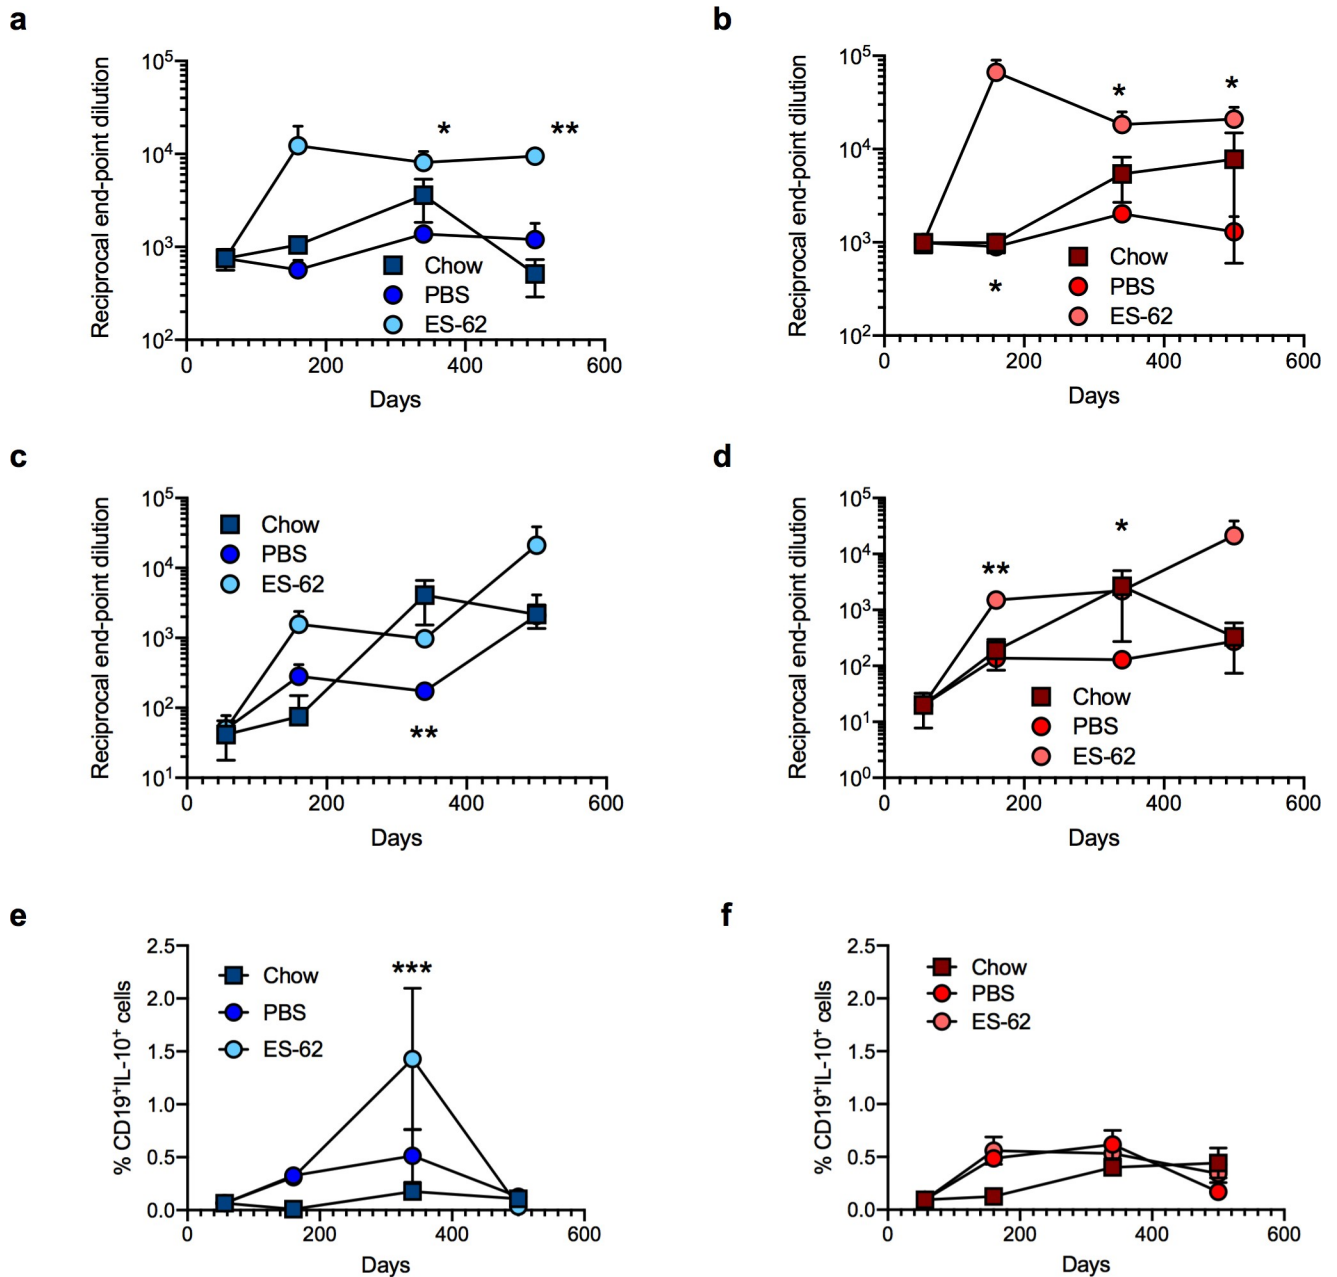 a
Reciprocal end-point dilution
10⁵
10⁴
10³
10²
*
**
Chow
PBS
ES-62
0
200
400
600
Days
b
Reciprocal end-point dilution
10⁵
10⁴
10³
10²
*
*
*
Chow
PBS
ES-62
0
200
400
600
Days
c
Reciprocal end-point dilution
10⁵
10⁴
10³
10²
10¹
Chow
PBS
ES-62
**
0
200
400
600
Days
d
Reciprocal end-point dilution
10⁵
10⁴
10³
10²
10¹
10⁰
**
*
Chow
PBS
ES-62
0
200
400
600
Days
e
% CD19⁺IL-10⁺ cells
2.5
2.0
1.5
1.0
0.5
0.0
Chow
PBS
ES-62
***
0
200
400
600
Days
f
% CD19⁺IL-10⁺ cells
2.5
2.0
1.5
1.0
0.5
0.0
Chow
PBS
ES-62
0
200
400
600
Days